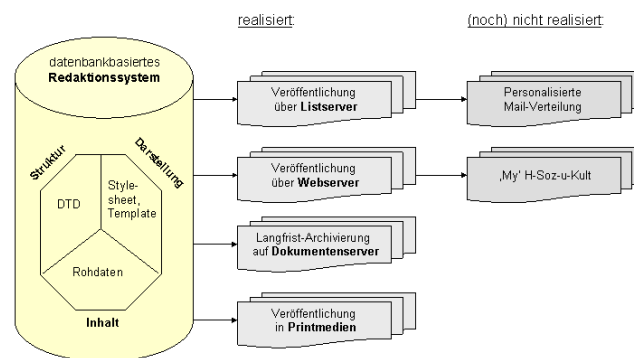 realisiert:
(noch) nicht realisiert:
datenbankbasiertes
Redaktionssystem
Struktur
Darstellung
DTD
Style-
sheet,
Template
Rohdaten
Inhalt
Veröffentlichung
über Listserver
Personalisierte
Mail-Verteilung
Veröffentlichung
über Webserver
‚My' H-Soz-u-Kult
Langfrist-Archivierung
auf Dokumentenserver
Veröffentlichung
in Printmedien